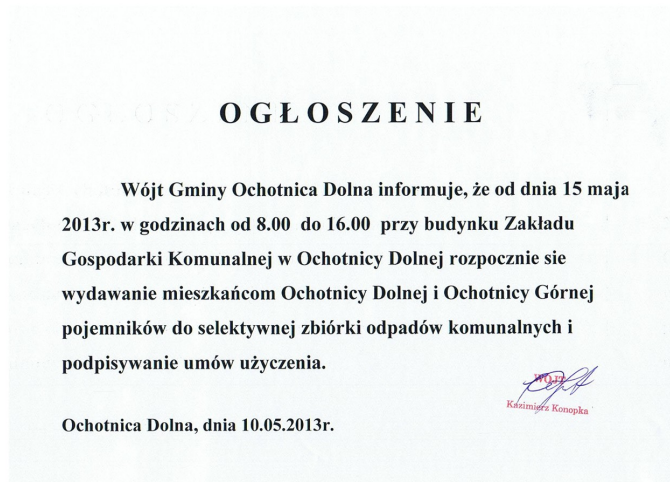 OGŁOSZENIE
Wójt Gminy Ochotnica Dolna informuje, że od dnia 15 maja
2013r. w godzinach od 8.00 do 16.00 przy budynku Zakładu
Gospodarki Komunalnej w Ochotnicy Dolnej rozpocznie sie
wydawanie mieszkańcom Ochotnicy Dolnej i Ochotnicy Górnej
pojemników do selektywnej zbiórki odpadów komunalnych i
podpisywanie umów użyczenia.
WÓJT
Kazimierz Konopka
Ochotnica Dolna, dnia 10.05.2013r.